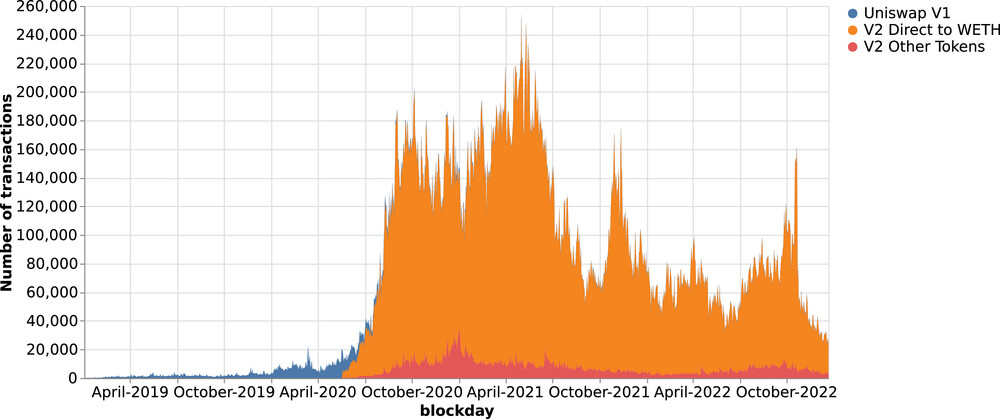 260,000
240,000
220,000
200,000
180,000
160,000
140,000
120,000
100,000
80,000
60,000
40,000
20,000
0
Number of transactions
April-2019 October-2019 April-2020 October-2020 April-2021 October-2021 April-2022 October-2022
blockday
Uniswap V1
V2 Direct to WETH
V2 Other Tokens